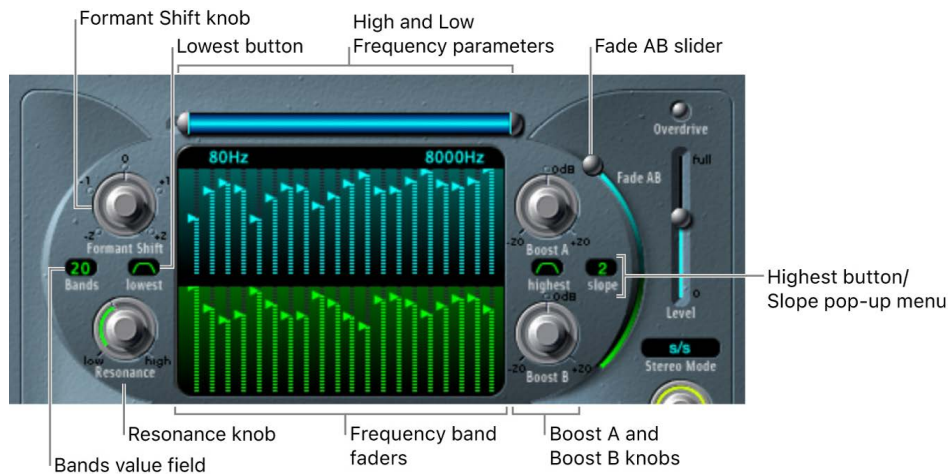 Formant Shift knob
Lowest button
High and Low
Frequency parameters
Fade AB slider
Overdrive
80Hz
8000Hz
full
0
0dB
Fade AB
-1
+1
-2
+2
Formant Shift
-20
+20
Boost A
20
Bands
lowest
highest
2
slope
Highest button/
Slope pop-up menu
0dB
0
Level
low
high
Resonance
-20
+20
Boost B
s/s
Stereo Mode
Resonance knob
Frequency band
faders
Boost A and
Boost B knobs
Bands value field